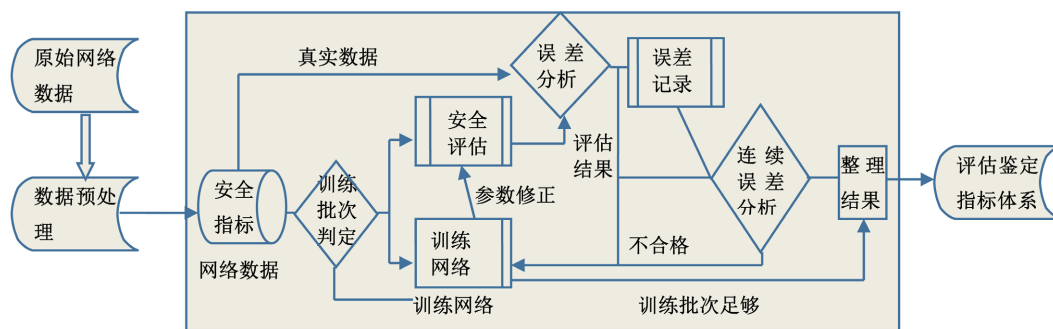 原始网络
数据
数据预处
理
真实数据
安全
指标
网络数据
训练
批次
判定
安全
评估
参数修正
训练
网络
训练网络
误 差
分析
误差
记录
评估
结果
连 续
误 差
分析
不合格
训练批次足够
整 理
结果
评估鉴定
指标体系